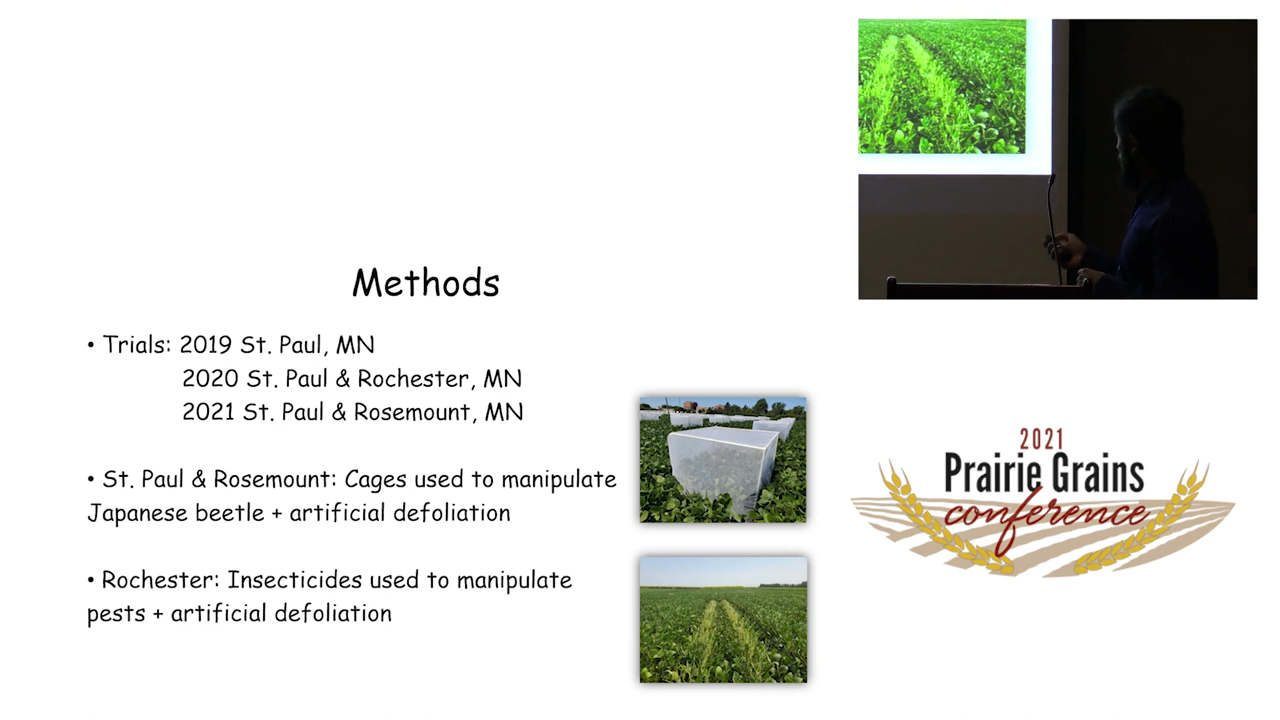 Methods
• Trials: 2019 St. Paul, MN
2020 St. Paul & Rochester, MN
2021 St. Paul & Rosemount, MN
• St. Paul & Rosemount: Cages used to manipulate
Japanese beetle + artificial defoliation
• Rochester: Insecticides used to manipulate
pests + artificial defoliation
2021
Prairie Grains
conference